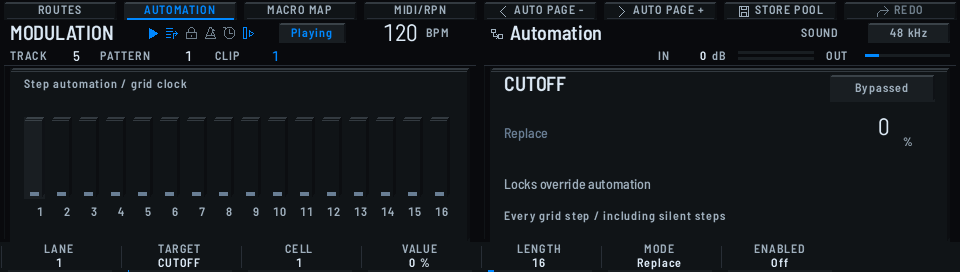 ROUTES
AUTOMATION
MACRO MAP
MIDI/RPN
AUTO PAGE -
AUTO PAGE +
STORE POOL
REDO
MODULATION
Playing
120 BPM
Automation
SOUND
48 kHz
TRACK 5 PATTERN 1 CLIP 1
IN 0 dB OUT
Step automation / grid clock
1 2 3 4 5 6 7 8 9 10 11 12 13 14 15 16
CUTOFF
Bypassed
Replace
0 %
Locks override automation
Every grid step / including silent steps
LANE TARGET CELL VALUE LENGTH MODE ENABLED
1 CUTOFF 1 0 % 16 Replace Off